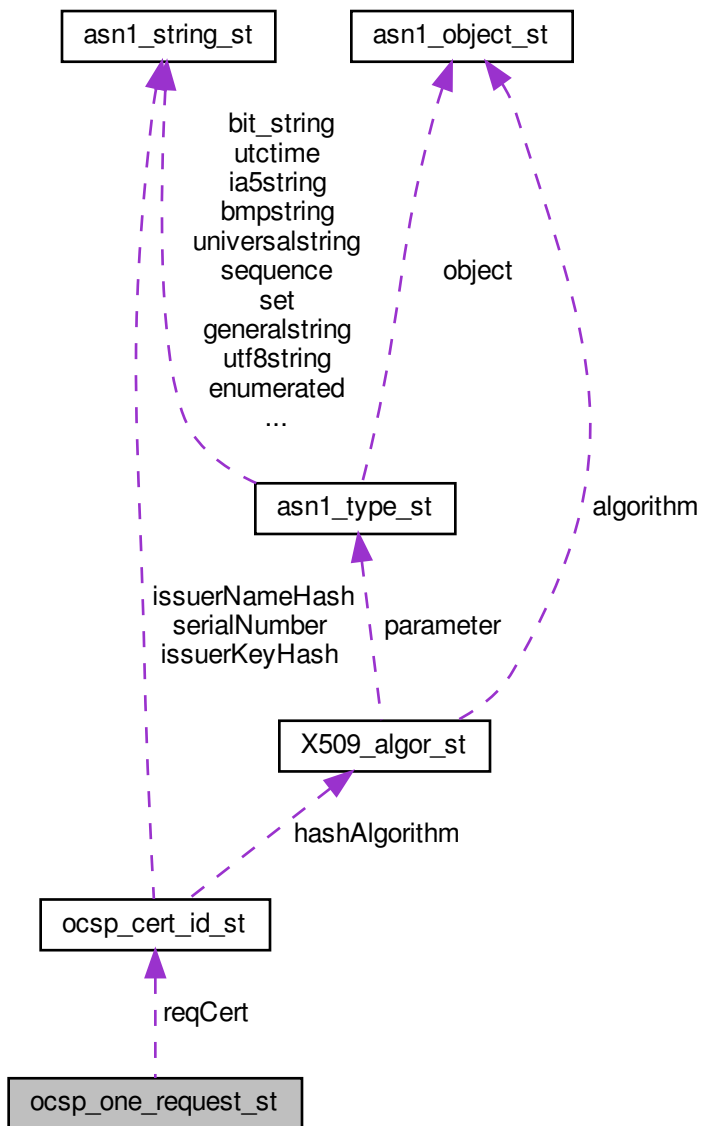 asn1_string_st
asn1_object_st
bit_string
utctime
ia5string
bmpstring
universalstring
sequence
set
generalstring
utf8string
enumerated
...
object
asn1_type_st
algorithm
issuerNameHash
serialNumber
issuerKeyHash
parameter
X509_algor_st
hashAlgorithm
ocsp_cert_id_st
reqCert
ocsp_one_request_st